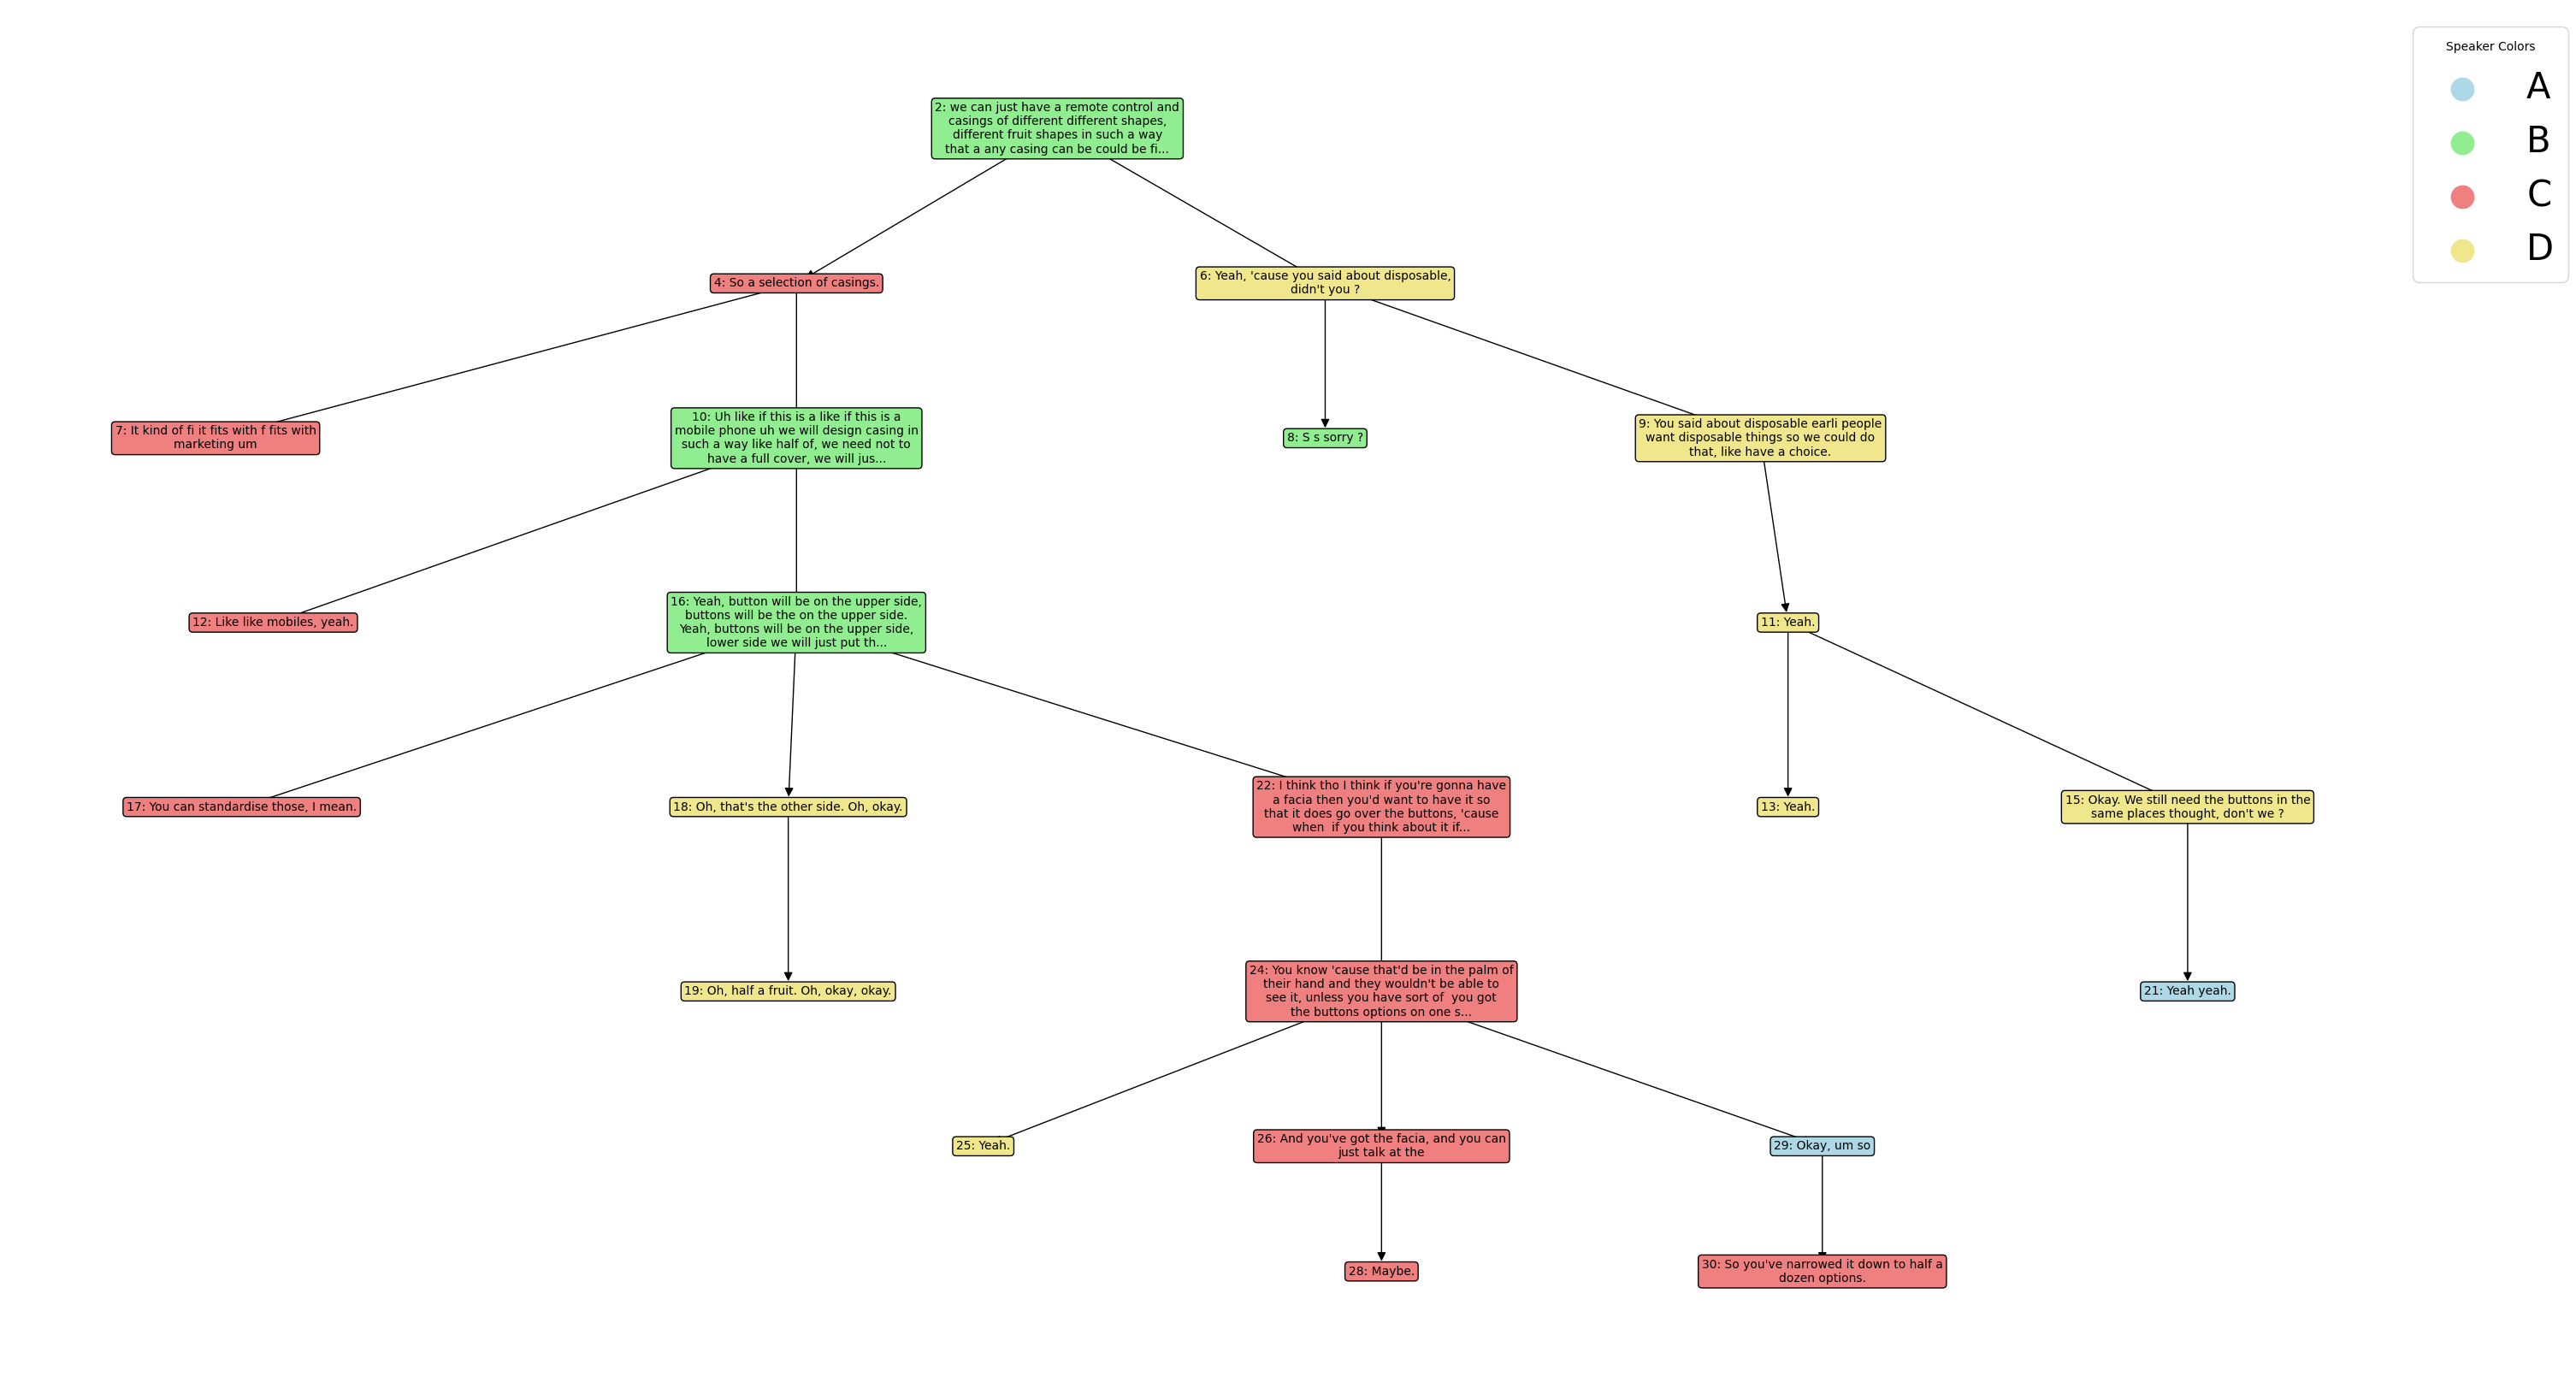 Speaker Colors
A
B
C
D
2: we can just have a remote control and
casings of different different shapes,
different fruit shapes in such a way
that a any casing can be could be fi...
4: So a selection of casings.
6: Yeah, 'cause you said about disposable,
didn't you ?
7: It kind of fi it fits with f fits with
marketing um
10: Uh like if this is a like if this is a
mobile phone uh we will design casing in
such a way like half of, we need not to
have a full cover, we will jus...
8: S s sorry ?
9: You said about disposable earli people
want disposable things so we could do
that, like have a choice.
12: Like like mobiles, yeah.
16: Yeah, button will be on the upper side,
buttons will be the on the upper side.
Yeah, buttons will be on the upper side,
lower side we will just put th...
11: Yeah.
17: You can standardise those, I mean.
18: Oh, that's the other side. Oh, okay.
22: I think tho I think if you're gonna have
a facia then you'd want to have it so
that it does go over the buttons, 'cause
when  if you think about it if...
13: Yeah.
15: Okay. We still need the buttons in the
same places thought, don't we ?
19: Oh, half a fruit. Oh, okay, okay.
24: You know 'cause that'd be in the palm of
their hand and they wouldn't be able to
see it, unless you have sort of  you got
the buttons options on one s...
21: Yeah yeah.
25: Yeah.
26: And you've got the facia, and you can
just talk at the
29: Okay, um so
28: Maybe.
30: So you've narrowed it down to half a
dozen options.